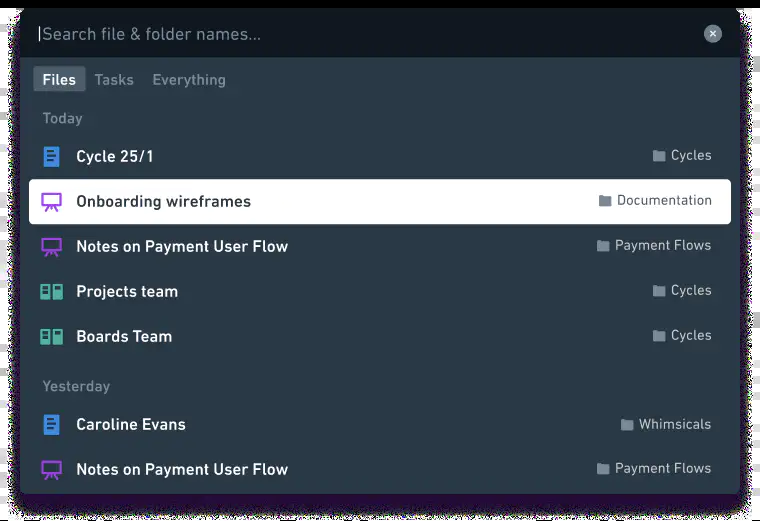 Search file & folder names...
Files Tasks Everything
Today
Cycle 25/1 Cycles
Onboarding wireframes Documentation
Notes on Payment User Flow Payment Flows
Projects team Cycles
Boards Team Cycles
Yesterday
Caroline Evans Whimsicals
Notes on Payment User Flow Payment Flows